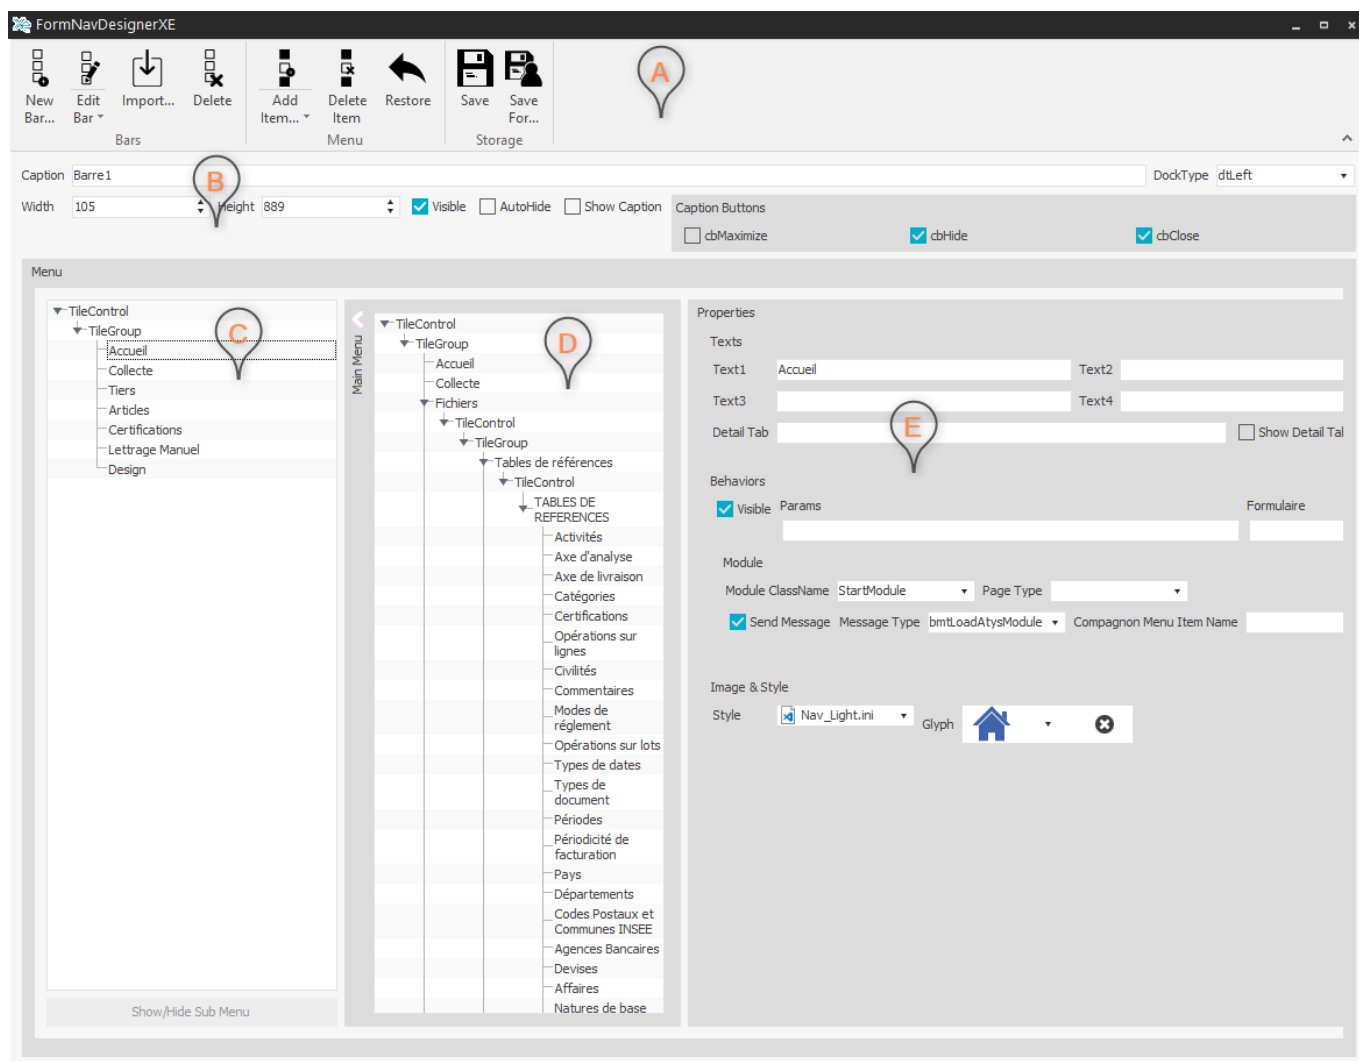 FormNavDesignerXE
New Bar...
Edit Bar
Import...
Delete
Add Item...
Delete Item
Restore
Save
Save For...
Bars
Menu
Storage
A
Caption Barre1 DockType dtLeft
B
Width 105 Height 889 Visible AutoHide Show Caption
Caption Buttons
cbMaximize cbHide cbClose
Menu
TileControl
TileGroup
C
Accueil
Collecte
Tiers
Articles
Certifications
Lettrage Manuel
Design
Show/Hide Sub Menu
Main Menu
TileControl
TileGroup
D
Accueil
Collecte
Fichiers
TileControl
TileGroup
Tables de références
TileControl
TABLES DE
REFERENCES
Activités
Axe d'analyse
Axe de livraison
Catégories
Certifications
Opérations sur
lignes
Civilités
Commentaires
Modes de
réglement
Opérations sur lots
Types de dates
Types de
document
Périodes
Périodicité de
facturation
Pays
Départements
Codes Postaux et
Communes INSEE
Agences Bancaires
Devises
Affaires
Natures de base
Properties
Texts
Text1 Accueil Text2
Text3 Text4
E
Detail Tab Show Detail Tal
Behaviors
Visible Params Formulaire
Module
Module ClassName StartModule Page Type
Send Message Message Type bmtLoadAtysModule Compagnon Menu Item Name
Image & Style
Style Nav_Light.ini Glyph